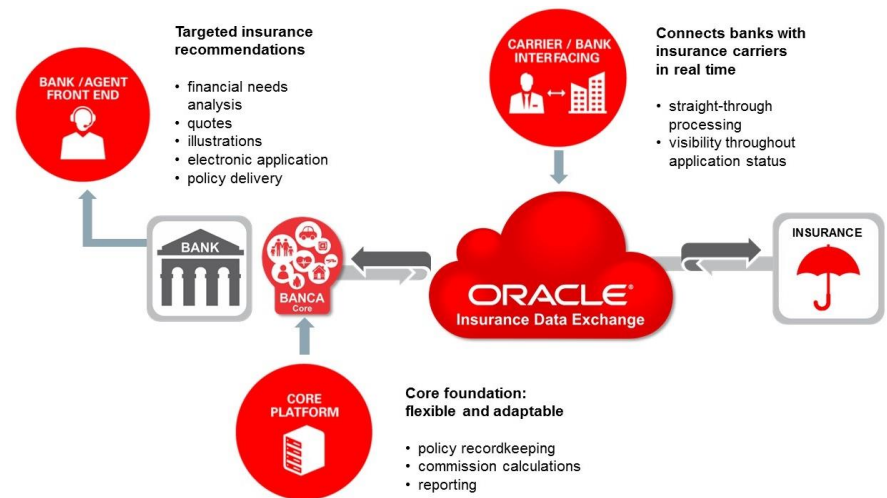 Targeted insurance
recommendations
• financial needs
analysis
• quotes
• illustrations
• electronic application
• policy delivery
BANK / AGENT
FRONT END
CARRIER / BANK
INTERFACING
Connects banks with
insurance carriers
in real time
• straight-through
processing
• visibility throughout
application status
BANK
BANCA
Core
ORACLE®
Insurance Data Exchange
INSURANCE
CORE
PLATFORM
Core foundation:
flexible and adaptable
• policy recordkeeping
• commission calculations
• reporting